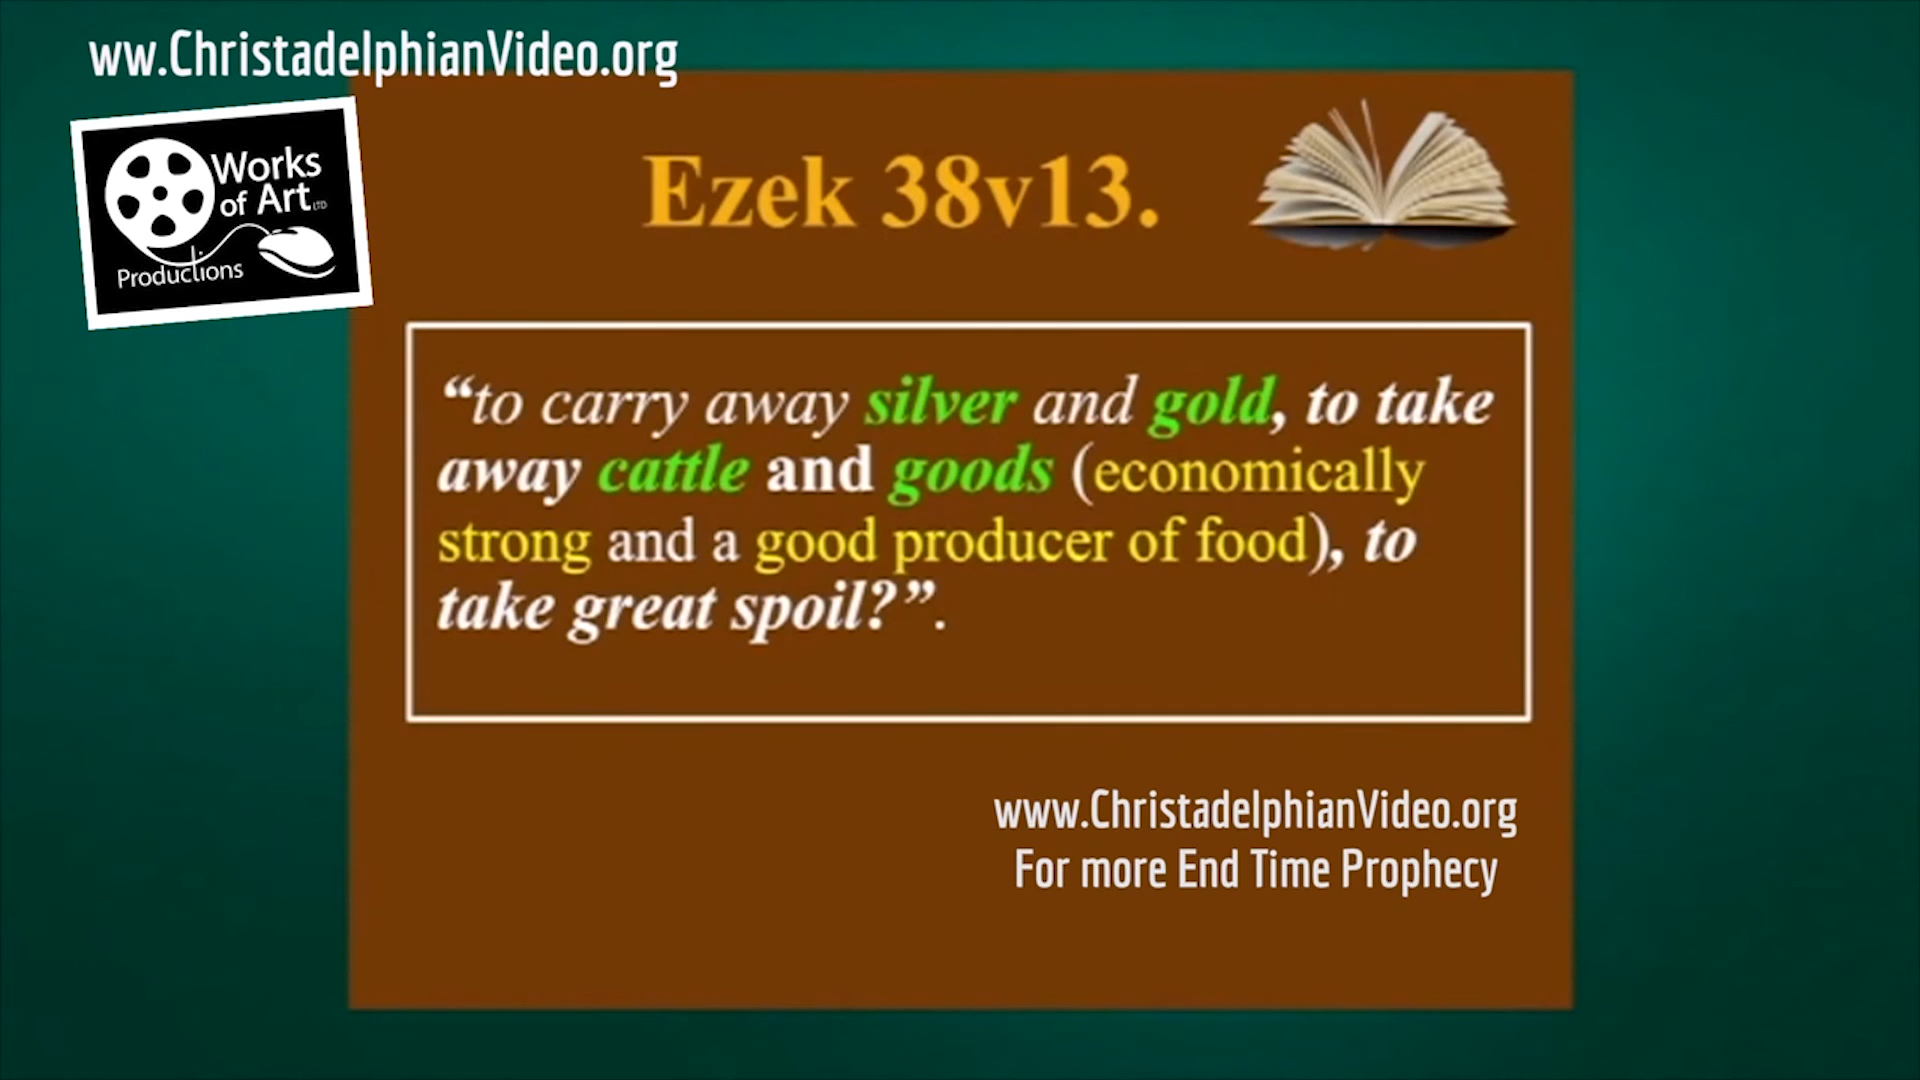 ww.ChristadelphianVideo.org
Works
of Art LTD
Productions
Ezek 38v13.
“to carry away silver and gold, to take
away cattle and goods (economically
strong and a good producer of food), to
take great spoil?”.
www.ChristadelphianVideo.org
For more End Time Prophecy